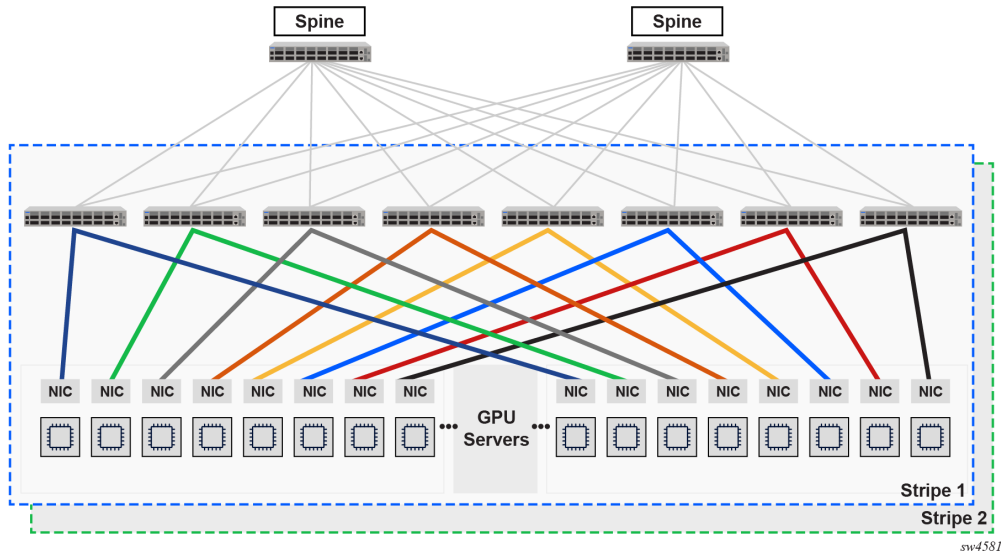 Spine Spine
NIC NIC NIC NIC NIC NIC NIC NIC NIC NIC NIC NIC NIC NIC NIC NIC
GPU
Servers
Stripe 1
Stripe 2
sw4581